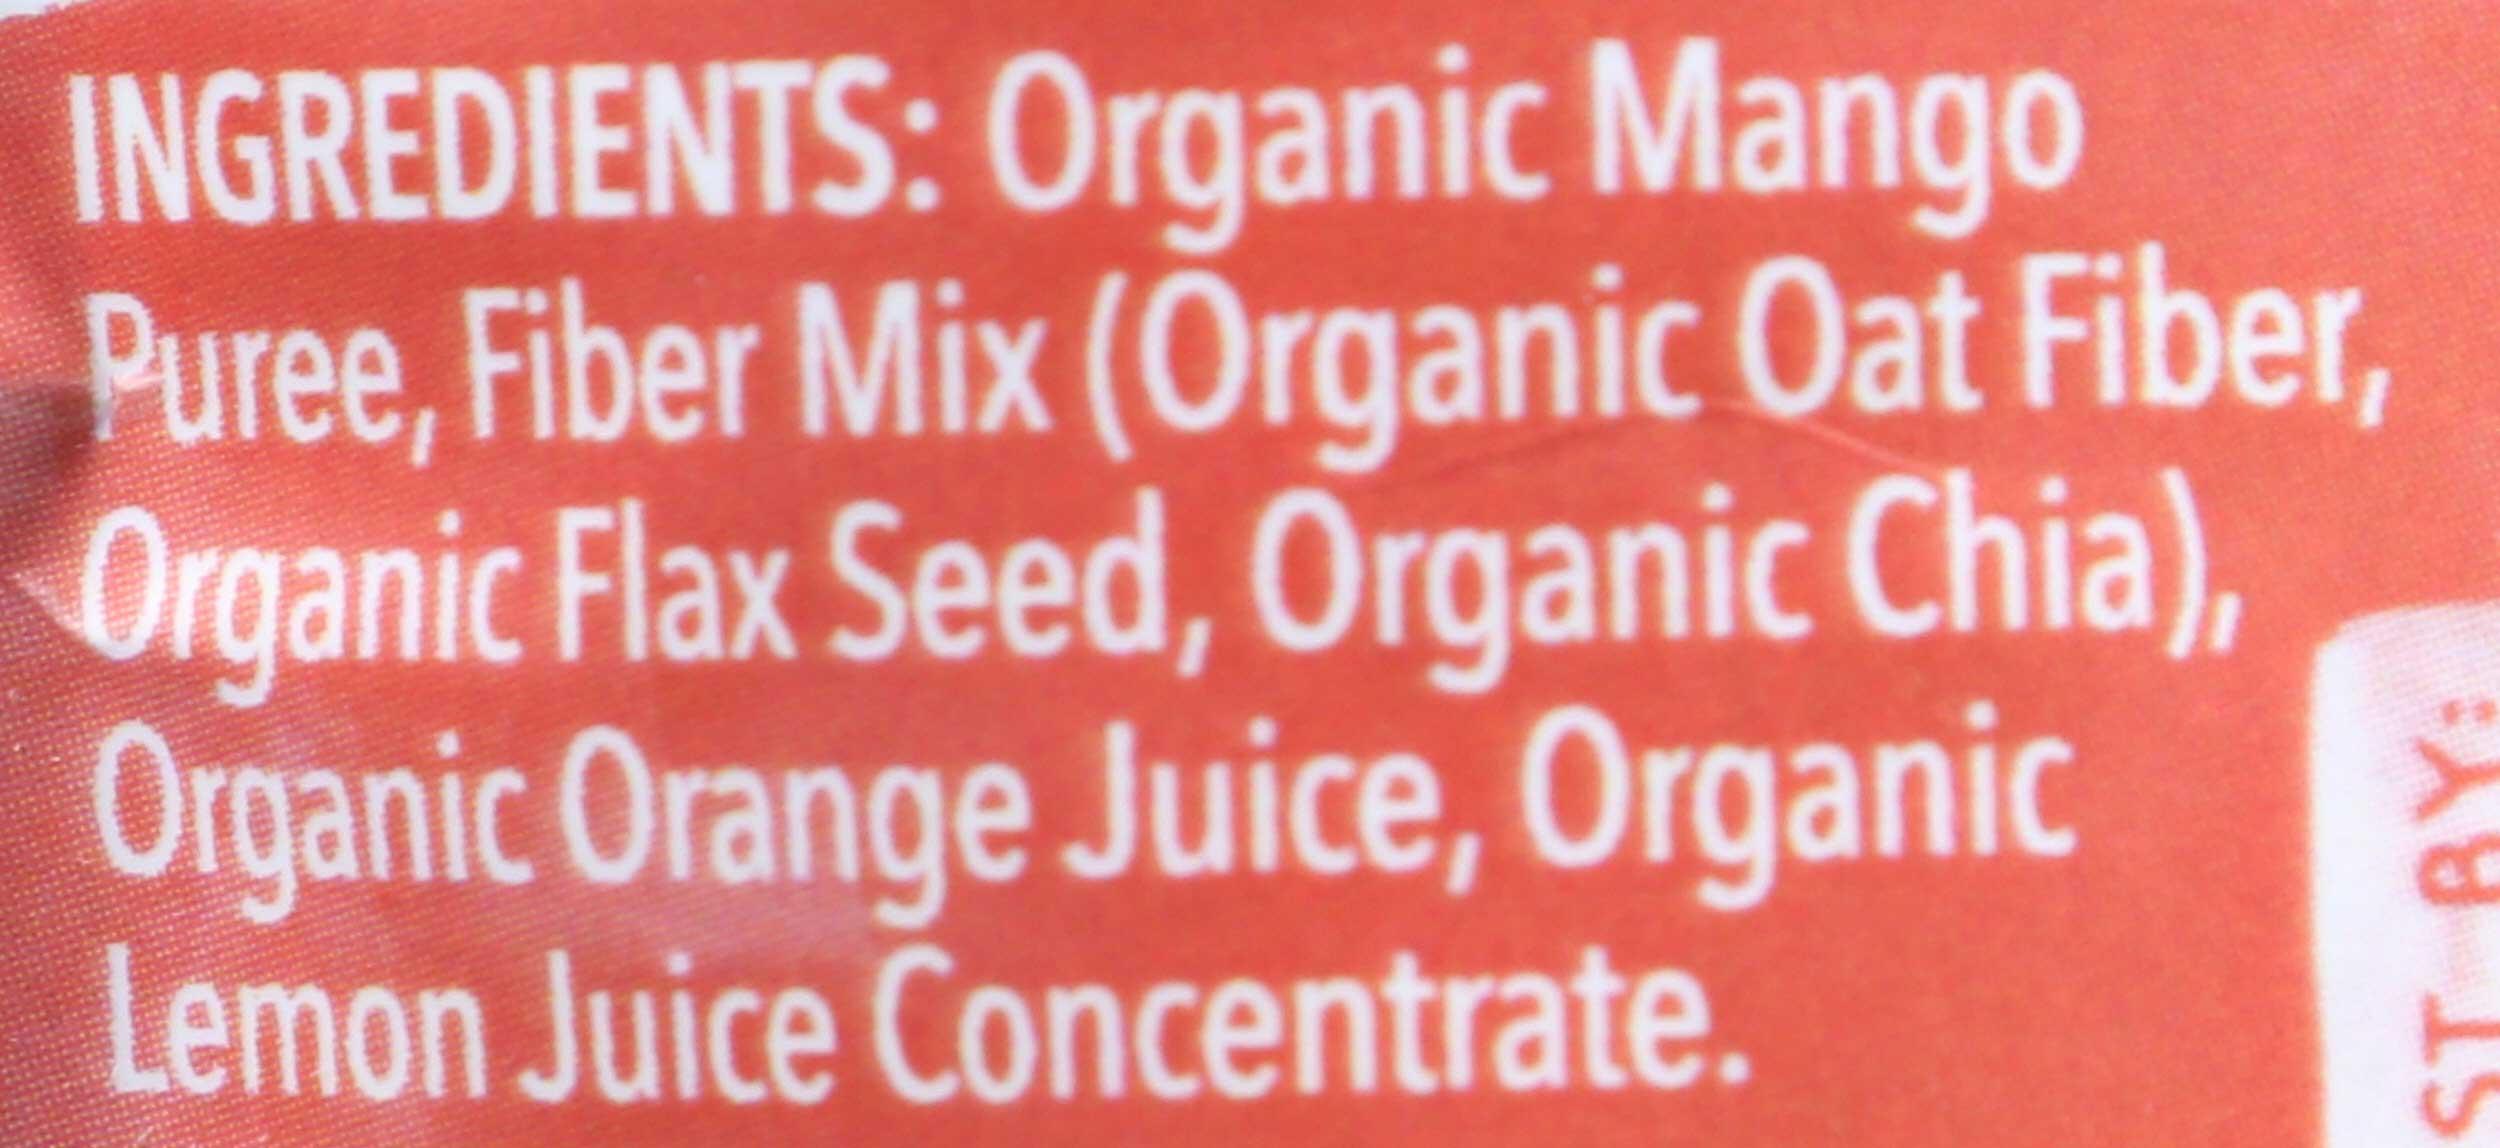 INGREDIENTS: Organic Mango
Puree, Fiber Mix (Organic Oat Fiber,
Organic Flax Seed, Organic Chia),
Organic Orange Juice, Organic
Lemon Juice Concentrate.
BY: